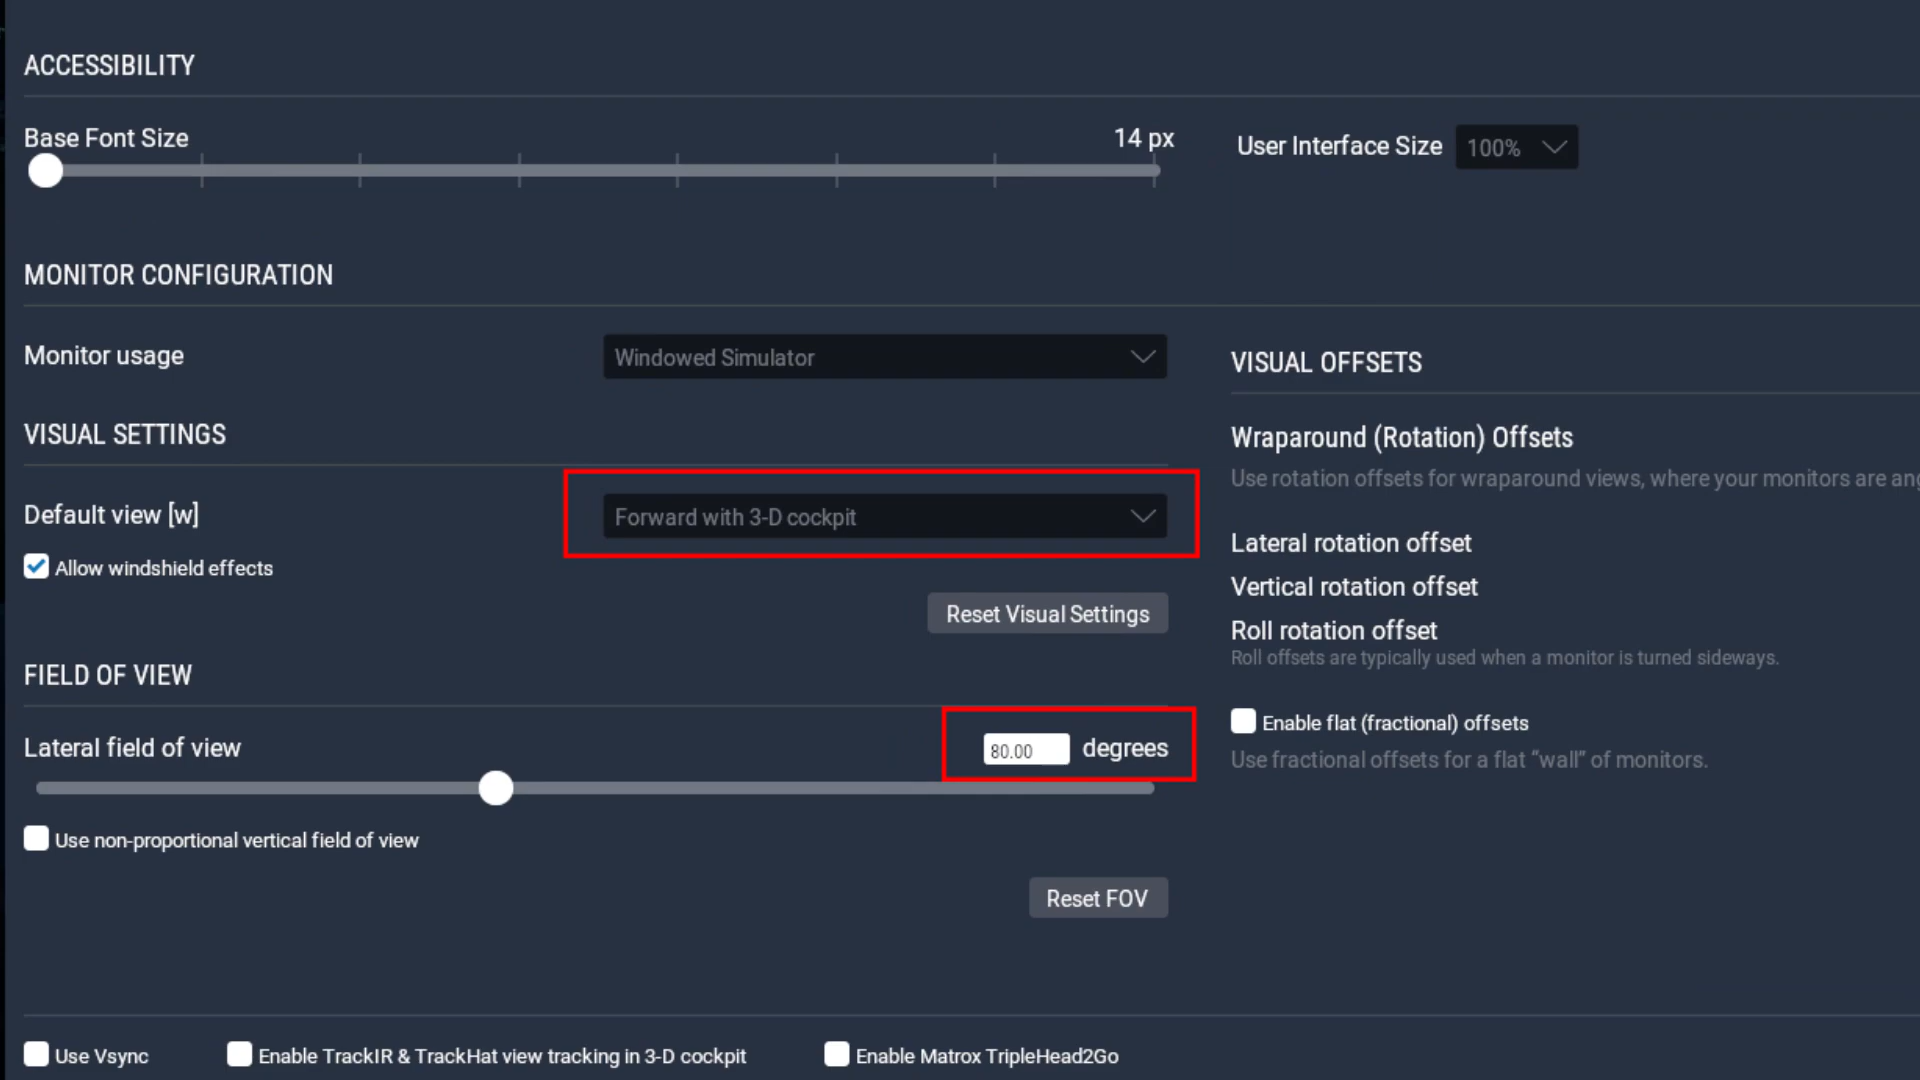 ACCESSIBILITY
Base Font Size
14 px
User Interface Size
100%
MONITOR CONFIGURATION
Monitor usage
Windowed Simulator
VISUAL SETTINGS
Default view [w]
Forward with 3-D cockpit
Allow windshield effects
Reset Visual Settings
FIELD OF VIEW
Lateral field of view
80.00
degrees
Use non-proportional vertical field of view
Reset FOV
VISUAL OFFSETS
Wraparound (Rotation) Offsets
Use rotation offsets for wraparound views, where your monitors are
Lateral rotation offset
Vertical rotation offset
Roll rotation offset
Roll offsets are typically used when a monitor is turned sideways.
Enable flat (fractional) offsets
Use fractional offsets for a flat “wall” of monitors.
Use Vsync
Enable TrackIR & TrackHat view tracking in 3-D cockpit
Enable Matrox TripleHead2Go